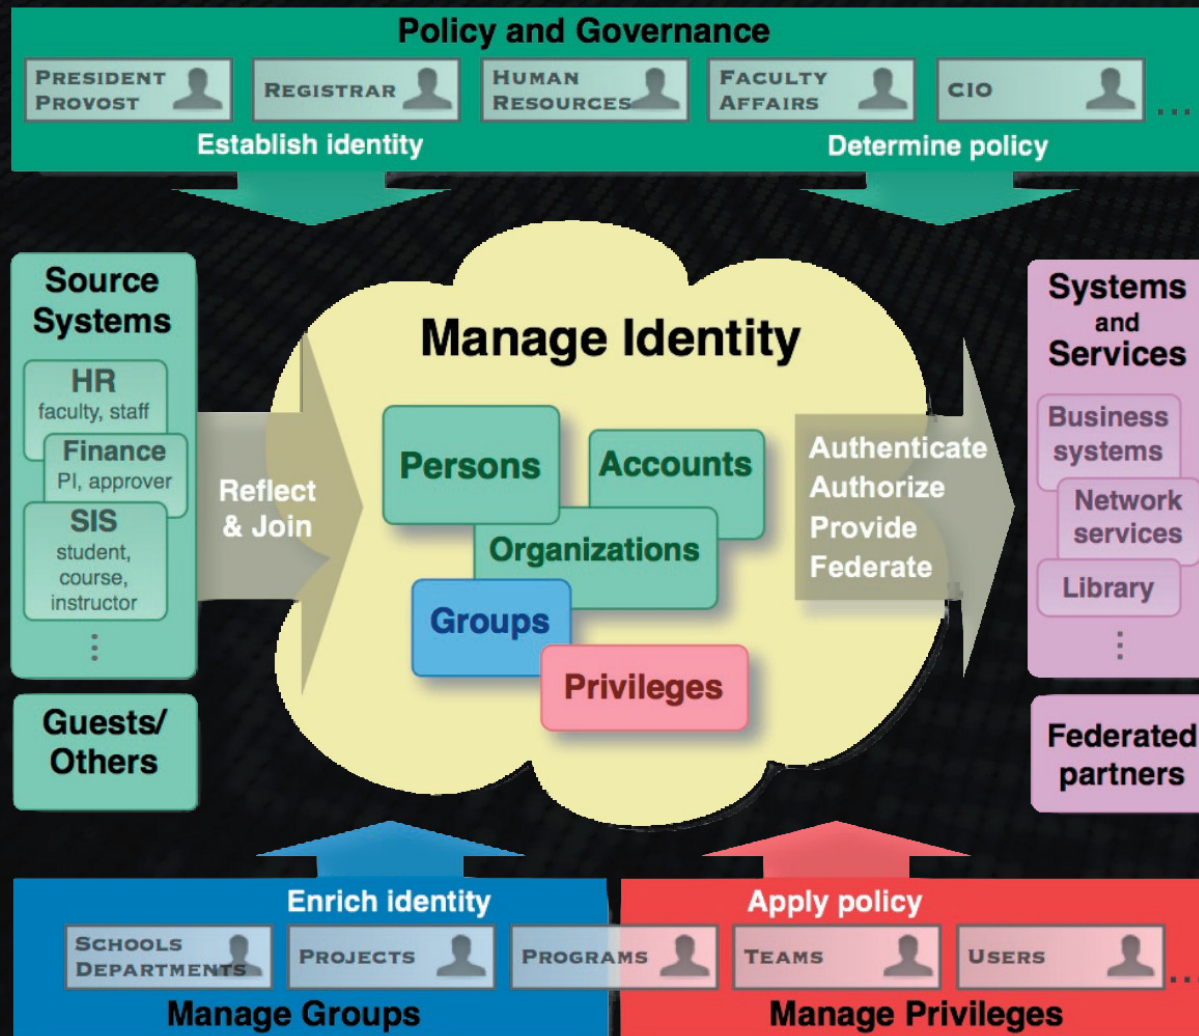 Policy and Governance
PRESIDENT
PROVOST
REGISTRAR
HUMAN
RESOURCES
FACULTY
AFFAIRS
CIO
...
Establish identity
Determine policy
Source
Systems
HR
faculty, staff
Finance
PI, approver
SIS
student,
course,
instructor
Guests/
Others
Reflect
& Join
Manage Identity
Persons
Accounts
Organizations
Groups
Privileges
Authenticate
Authorize
Provide
Federate
Systems
and
Services
Business
systems
Network
services
Library
Federated
partners
Enrich identity
Apply policy
SCHOOLS
DEPARTMENTS
PROJECTS
PROGRAMS
TEAMS
USERS
...
Manage Groups
Manage Privileges